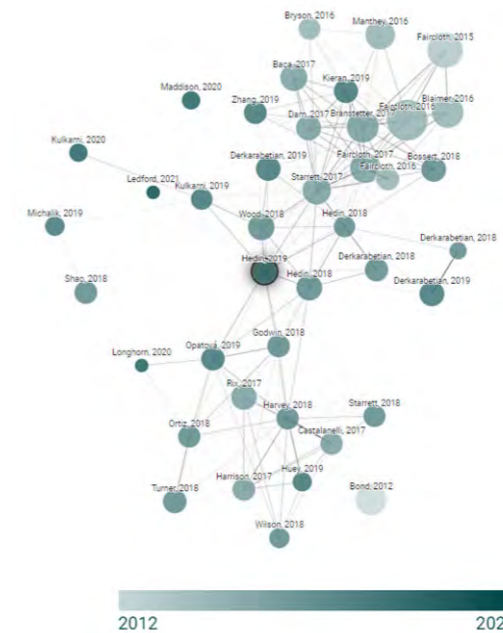 Bryson, 2016
Manthey, 2016
Faircloth, 2015
Baca, 2017
Kieran, 2019
Maddison, 2020
Zhang, 2019
Dam, 2017
Branstetter, 2017
Faircloth, 2016
Blaimer, 2016
Kulkarni, 2020
Derkarabetian, 2019
Faircloth, 2017
Faircloth, 2016
Bossert, 2018
Ledford, 2021
Kulkarni, 2019
Starrett, 2017
Michalik, 2019
Wood, 2018
Hedin, 2018
Derkarabetian, 2018
Hedin, 2019
Hedin, 2018
Derkarabetian, 2018
Shao, 2018
Derkarabetian, 2019
Godwin, 2018
Longhorn, 2020
Opatova, 2019
Rix, 2017
Harvey, 2018
Starrett, 2018
Ortiz, 2018
Castalanelli, 2017
Turner, 2018
Harrison, 2017
Huey, 2019
Bond, 2012
Wilson, 2018
2012
202